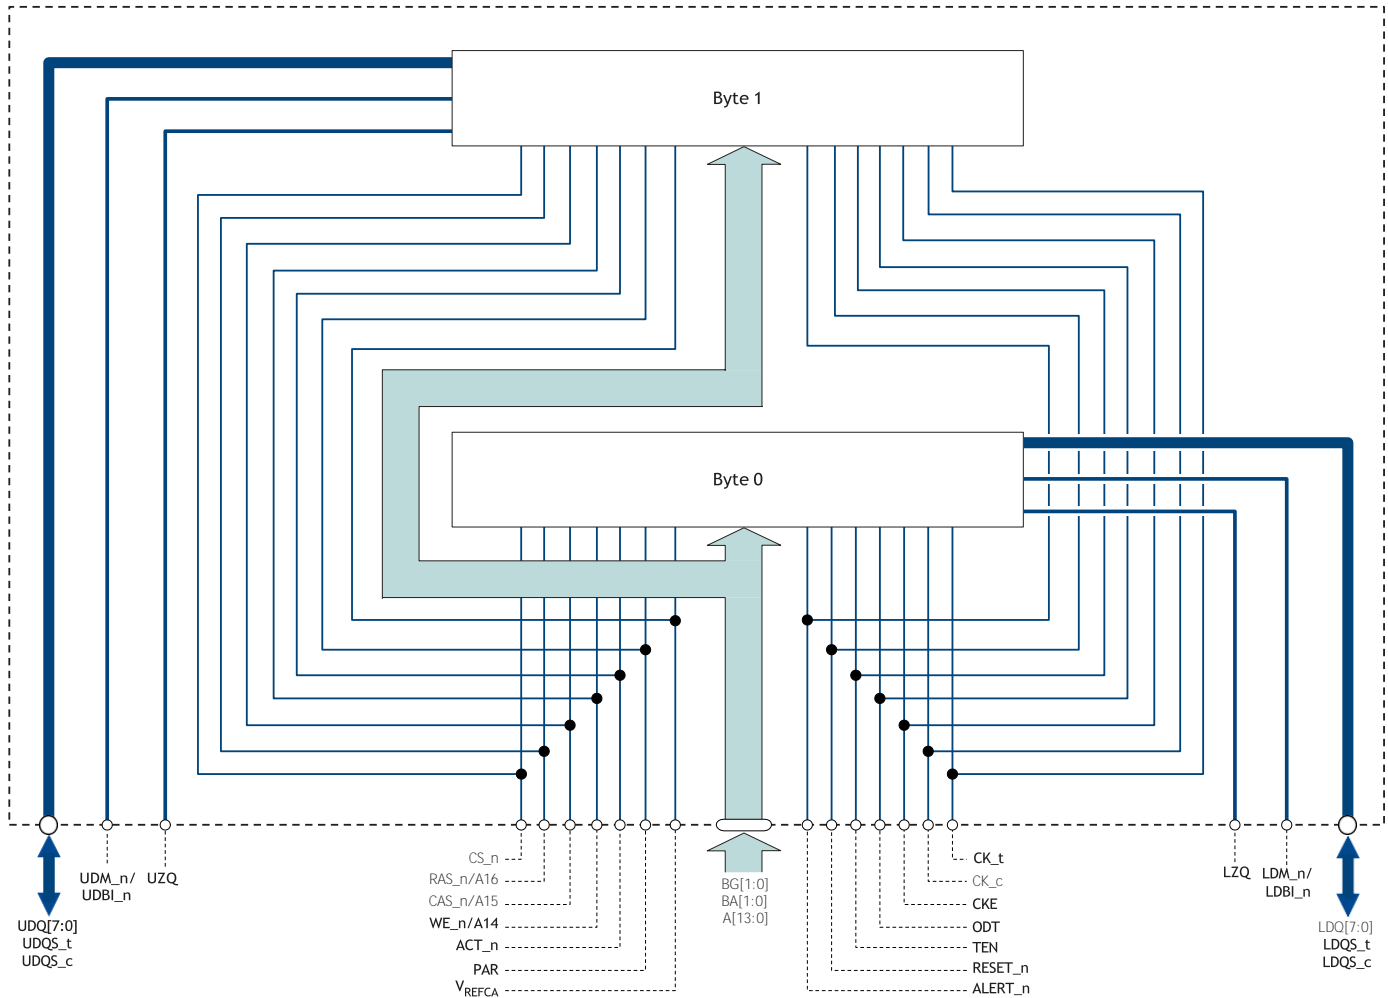 Byte 1
Byte 0
UDQ[7:0]
UDQS_t
UDQS_c
UDM_n/
UDBI_n
UZQ
CS_n
RAS_n/A16
CAS_n/A15
WE_n/A14
ACT_n
PAR
VREFCA
BG[1:0]
BA[1:0]
A[13:0]
CK_t
CK_c
CKE
ODT
TEN
RESET_n
ALERT_n
LZQ
LDM_n/
LDBI_n
LDQ[7:0]
LDQS_t
LDQS_c